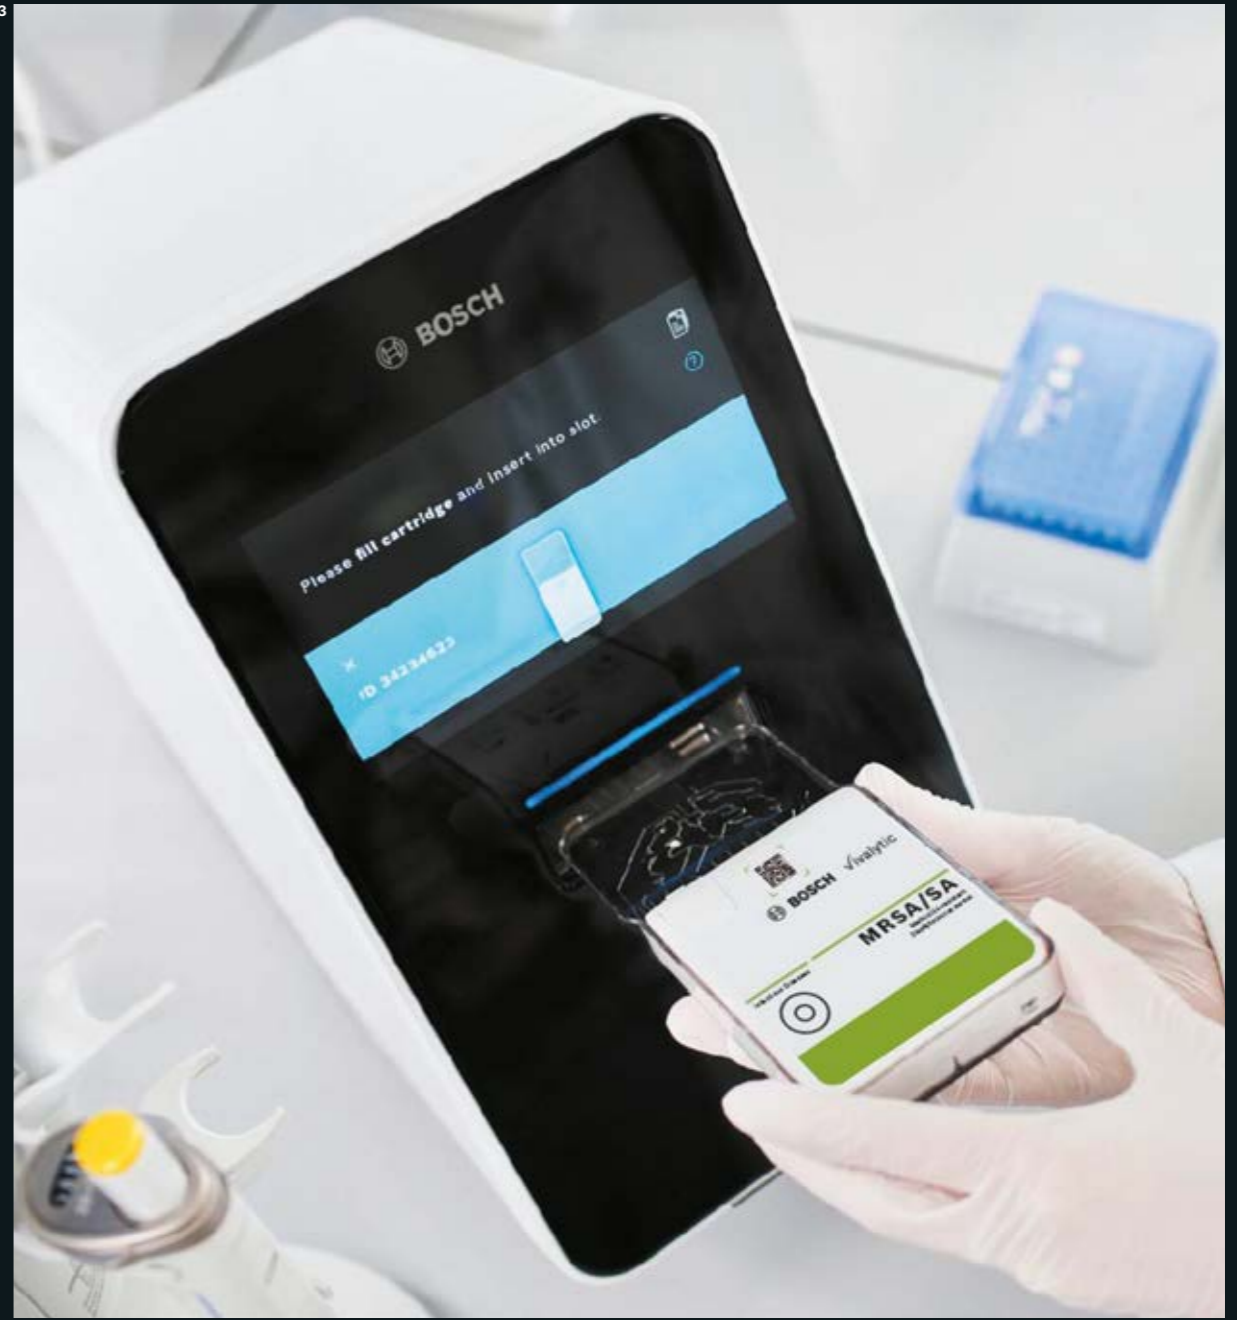 3
BOSCH
Please fill cartridge and insert into slot.
ID 34234623
BOSCH Vivalytic
MRSA/SA